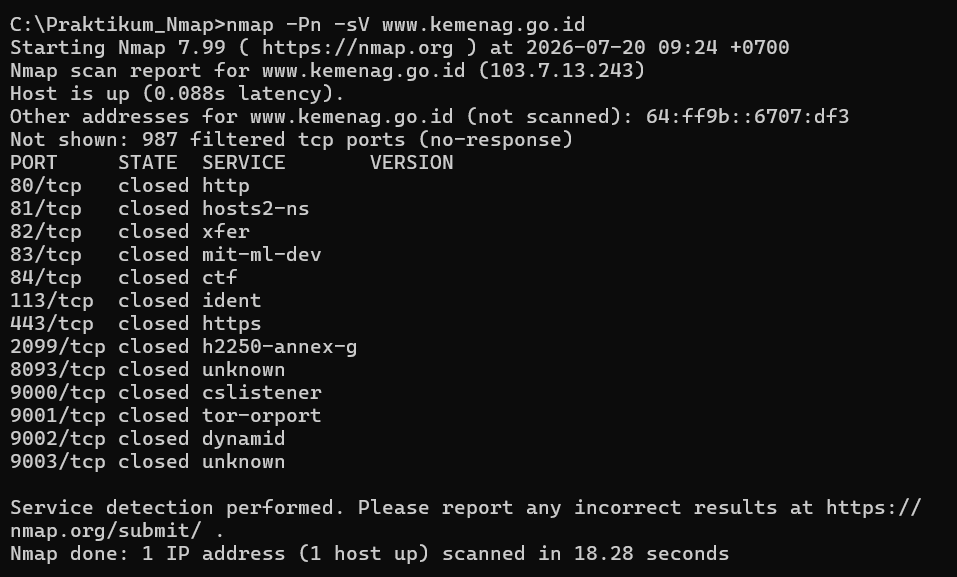 C:\Praktikum_Nmap>nmap -Pn -sV www.kemenag.go.id
Starting Nmap 7.99 ( https://nmap.org ) at 2026-07-20 09:24 +0700
Nmap scan report for www.kemenag.go.id (103.7.13.243)
Host is up (0.088s latency).
Other addresses for www.kemenag.go.id (not scanned): 64:ff9b::6707:df3
Not shown: 987 filtered tcp ports (no-response)
PORT     STATE  SERVICE       VERSION
80/tcp   closed http
81/tcp   closed hosts2-ns
82/tcp   closed xfer
83/tcp   closed mit-ml-dev
84/tcp   closed ctf
113/tcp  closed ident
443/tcp  closed https
2099/tcp closed h2250-annex-g
8093/tcp closed unknown
9000/tcp closed cslistener
9001/tcp closed tor-orport
9002/tcp closed dynamid
9003/tcp closed unknown
Service detection performed. Please report any incorrect results at https://
nmap.org/submit/ .
Nmap done: 1 IP address (1 host up) scanned in 18.28 seconds